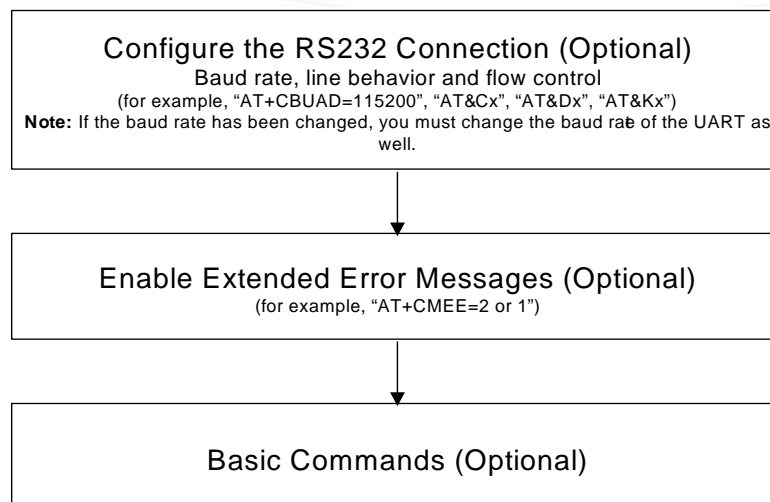 Configure the RS232 Connection (Optional)
Baud rate, line behavior and flow control
(for example, “AT+CBUAD=115200”, “AT&Cx”, “AT&Dx”, “AT&Kx”)
Note: If the baud rate has been changed, you must change the baud rate of the UART as
well.
Enable Extended Error Messages (Optional)
(for example, “AT+CMEE=2 or 1”)
Basic Commands (Optional)